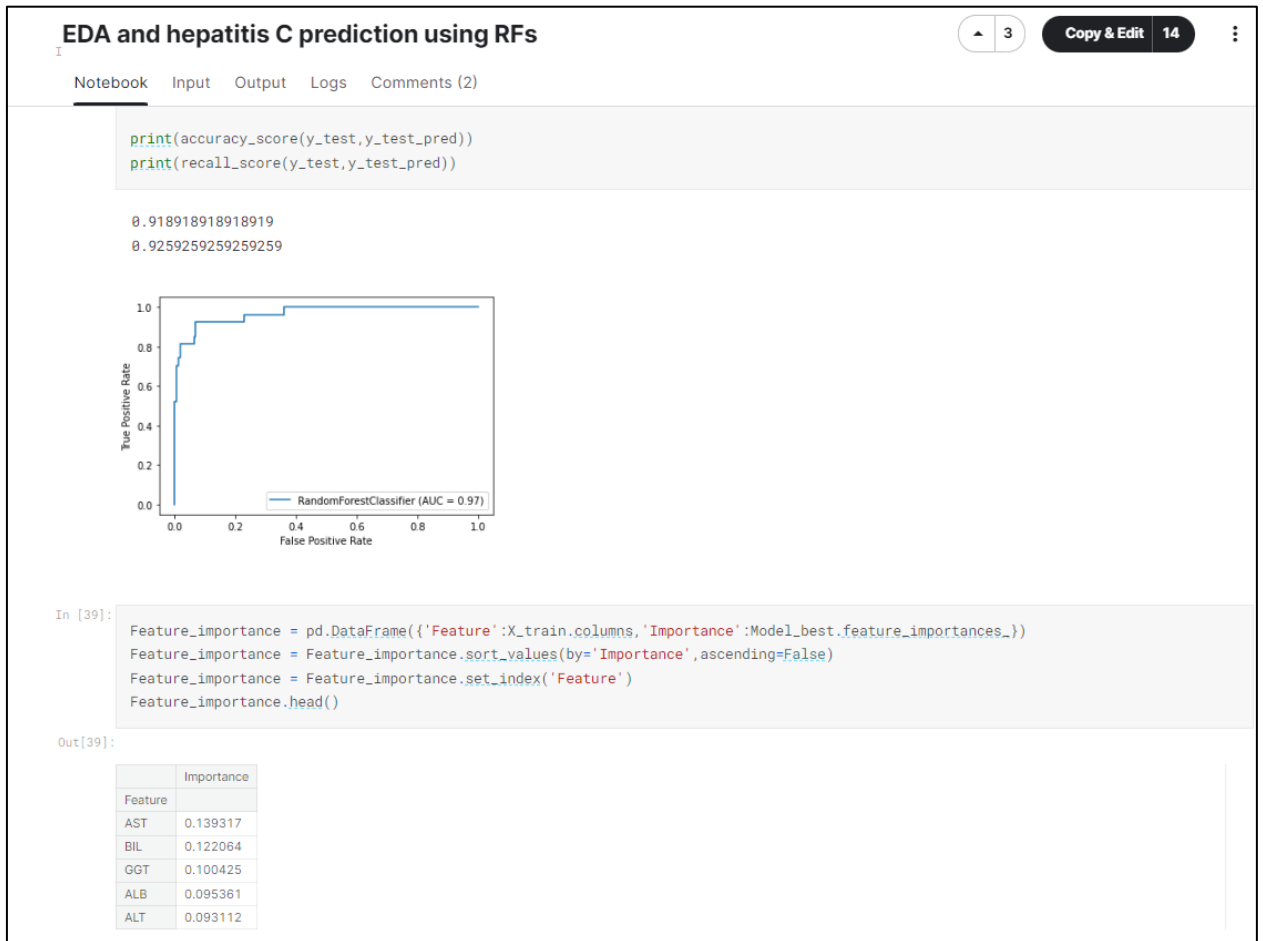 EDA and hepatitis C prediction using RFs
3
Copy & Edit 14
Notebook Input Output Logs Comments (2)
print(accuracy_score(y_test,y_test_pred))
print(recall_score(y_test,y_test_pred))
0.918918918918919
0.9259259259259259
1.0
0.8
0.6
0.4
0.2
0.0
True Positive Rate
RandomForestClassifier (AUC = 0.97)
0.0 0.2 0.4 0.6 0.8 1.0
False Positive Rate
In [39]:
Feature_importance = pd.DataFrame({'Feature':X_train.columns,'Importance':Model_best.feature_importances_})
Feature_importance = Feature_importance.sort_values(by='Importance',ascending=False)
Feature_importance = Feature_importance.set_index('Feature')
Feature_importance.head()
Out[39]:
Importance
Feature
AST 0.139317
BIL 0.122064
GGT 0.100425
ALB 0.095361
ALT 0.093112